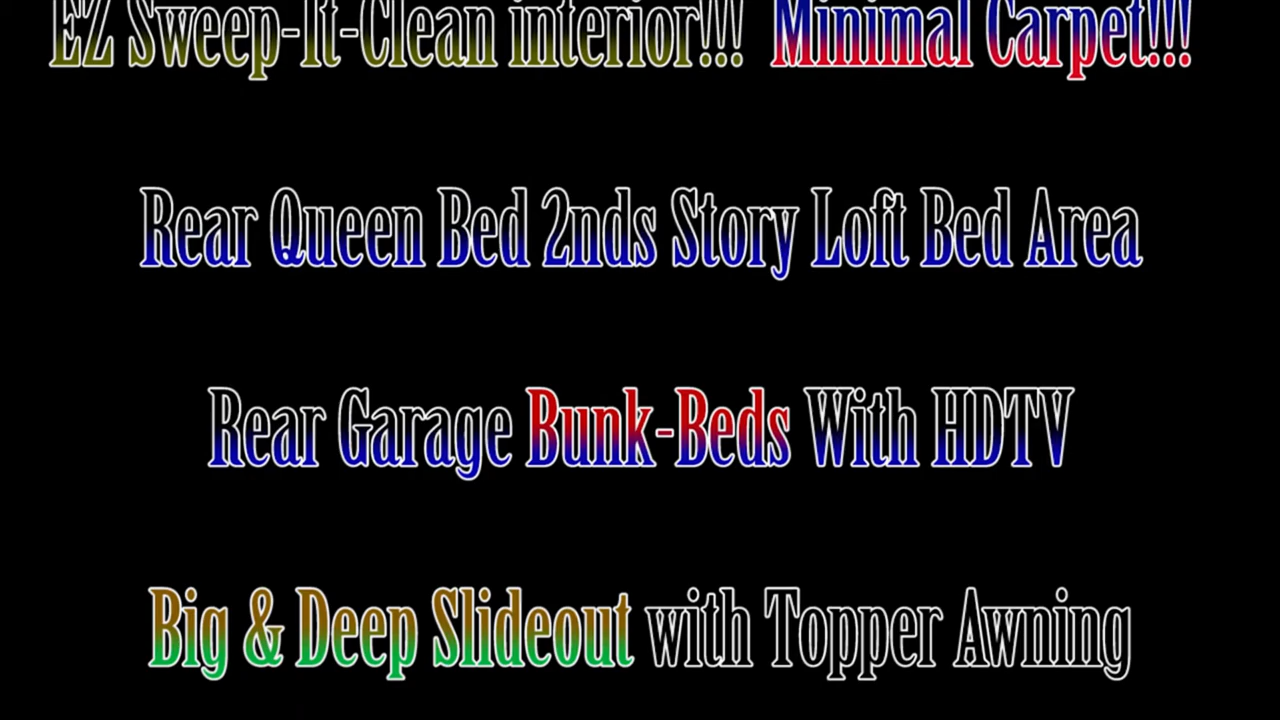 EZ Sweep-It-Clean interior!!! Minimal Carpet!!!
Rear Queen Bed 2nds Story Loft Bed Area
Rear Garage Bunk-Beds With HDTV
Big & Deep Slideout with Topper Awning